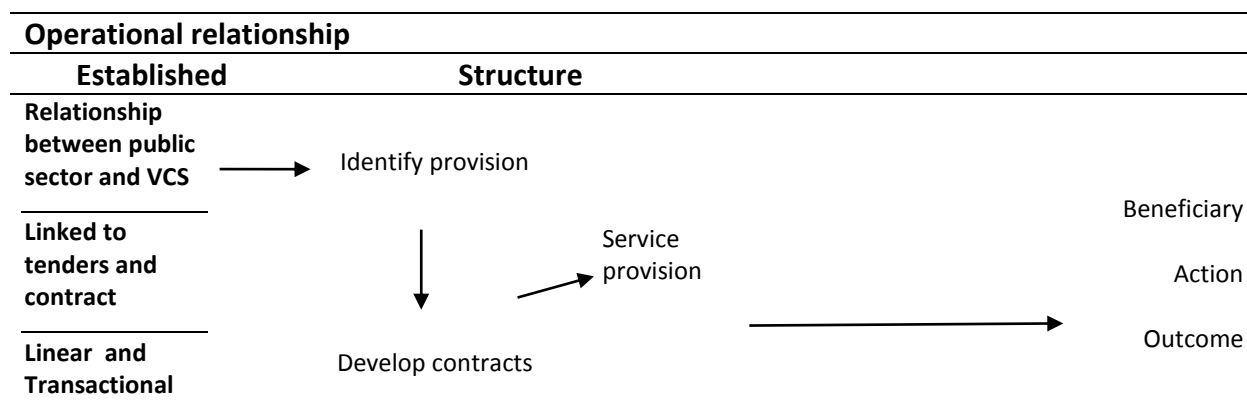 Operational relationship
Established Structure
Relationship
between public
sector and VCS
Identify provision
Linked to
tenders and
contract
Linear and
Transactional
Develop contracts
Service
provision
Beneficiary
Action
Outcome